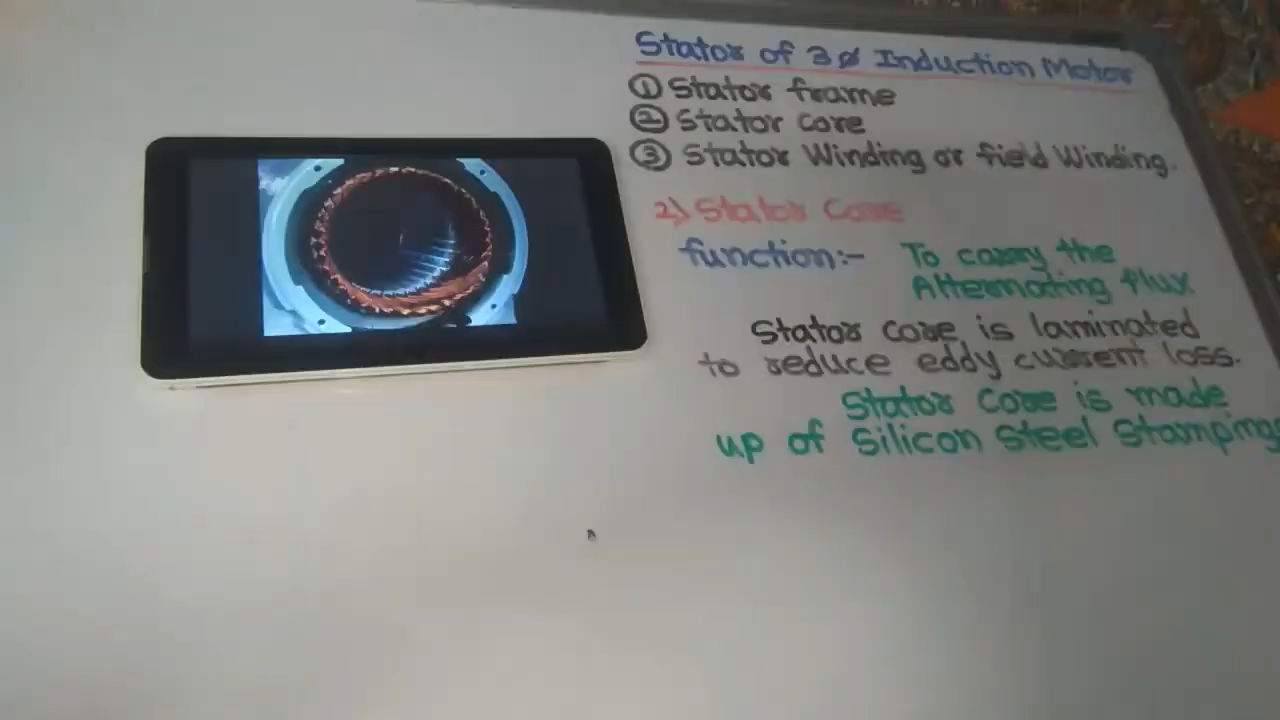 Stator of 3ϕ Induction Motor
① Stator frame
② Stator core
③ Stator Winding or field Winding.
2) Stator Core
function:- To carry the
Alternating flux
Stator core is laminated
to reduce eddy current loss.
Stator Core is made
up of Silicon Steel Stampings